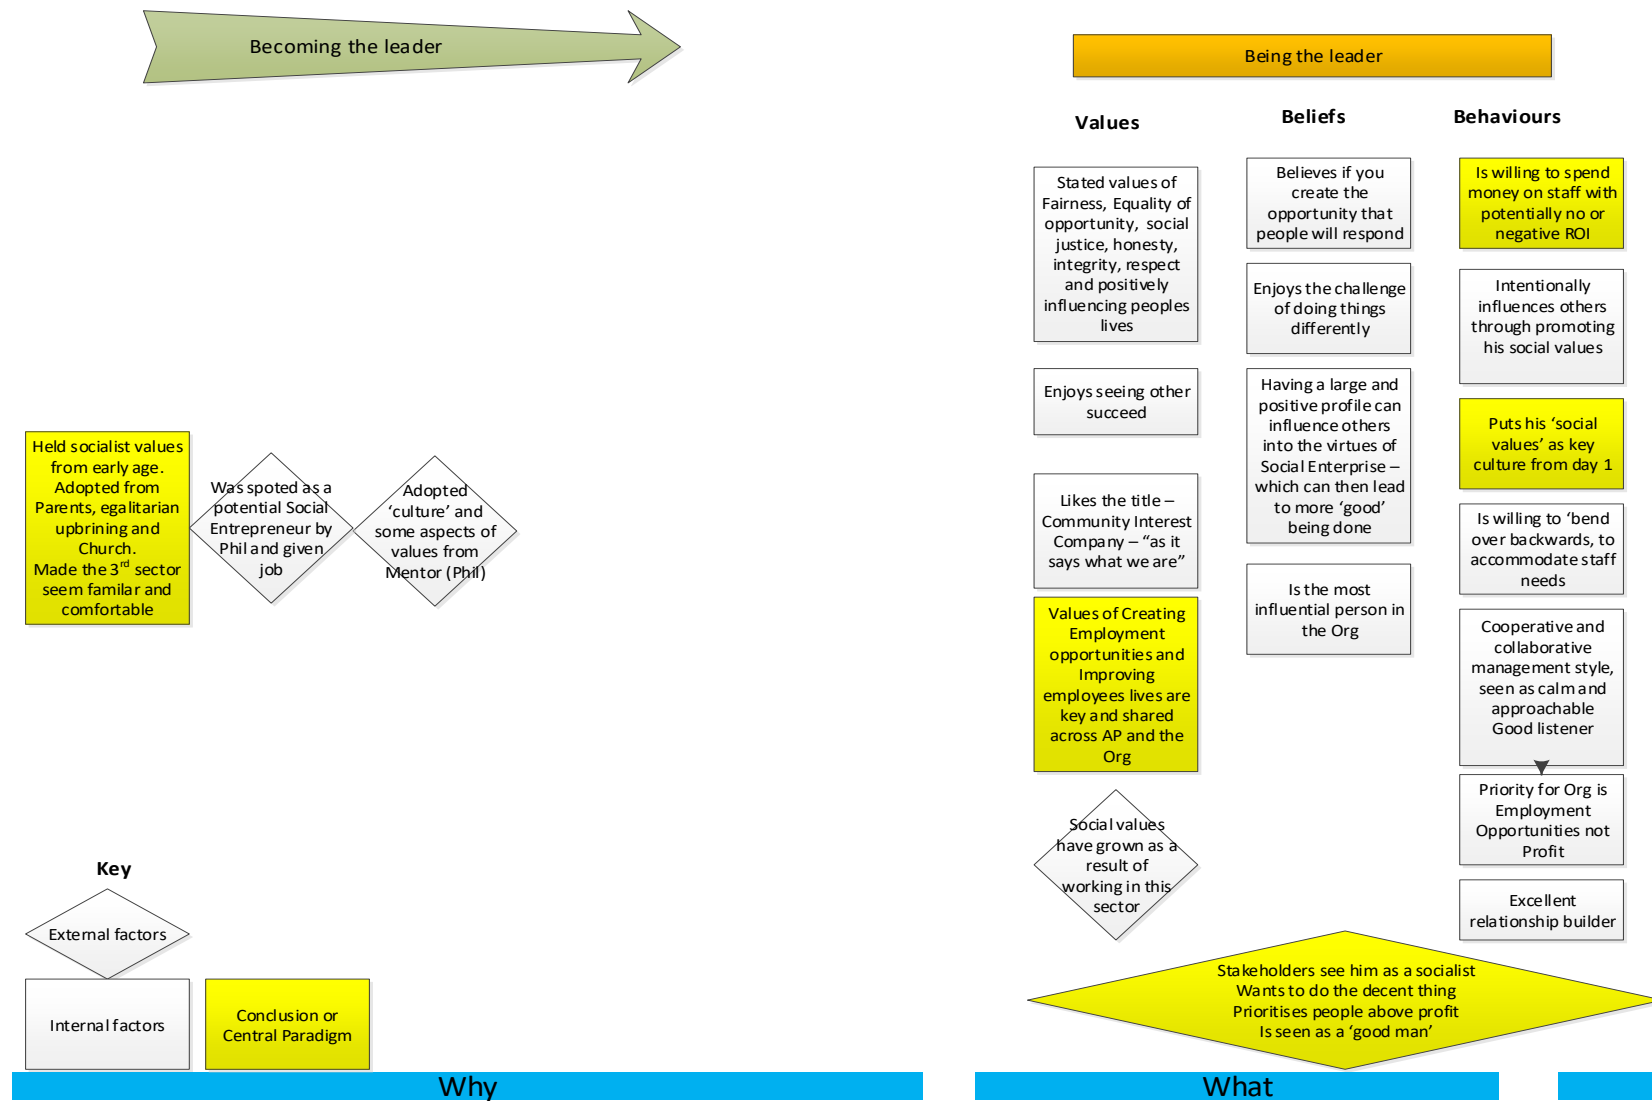 Becoming the leader
Being the leader
Values
Beliefs
Behaviours
Stated values of
Fairness, Equality of
opportunity, social
justice, honesty,
integrity, respect
and positively
influencing peoples
lives
Enjoys seeing other
succeed
Likes the title –
Community Interest
Company – “as it
says what we are”
Values of Creating
Employment
opportunities and
Improving
employees lives are
key and shared
across AP and the
Org
Social values
have grown as a
result of
working in this
sector
Believes if you
create the
opportunity that
people will respond
Enjoys the challenge
of doing things
differently
Having a large and
positive profile can
influence others
into the virtues of
Social Enterprise –
which can then lead
to more ‘good’
being done
Is the most
influential person in
the Org
Is willing to spend
money on staff with
potentially no or
negative ROI
Intentionally
influences others
through promoting
his social values
Puts his ‘social
values’ as key
culture from day 1
Is willing to ‘bend
over backwards, to
accommodate staff
needs
Cooperative and
collaborative
management style,
seen as calm and
approachable
Good listener
Priority for Org is
Employment
Opportunities not
Profit
Excellent
relationship builder
Stakeholders see him as a socialist
Wants to do the decent thing
Prioritises people above profit
Is seen as a ‘good man’
Held socialist values
from early age.
Adopted from
Parents, egalitarian
upbrining and
Church.
Made the 3rd sector
seem familar and
comfortable
Was spotted as a
potential Social
Entrepreneur by
Phil and given
job
Adopted
‘culture’ and
some aspects of
values from
Mentor (Phil)
Key
External factors
Internal factors
Conclusion or
Central Paradigm
Why
What